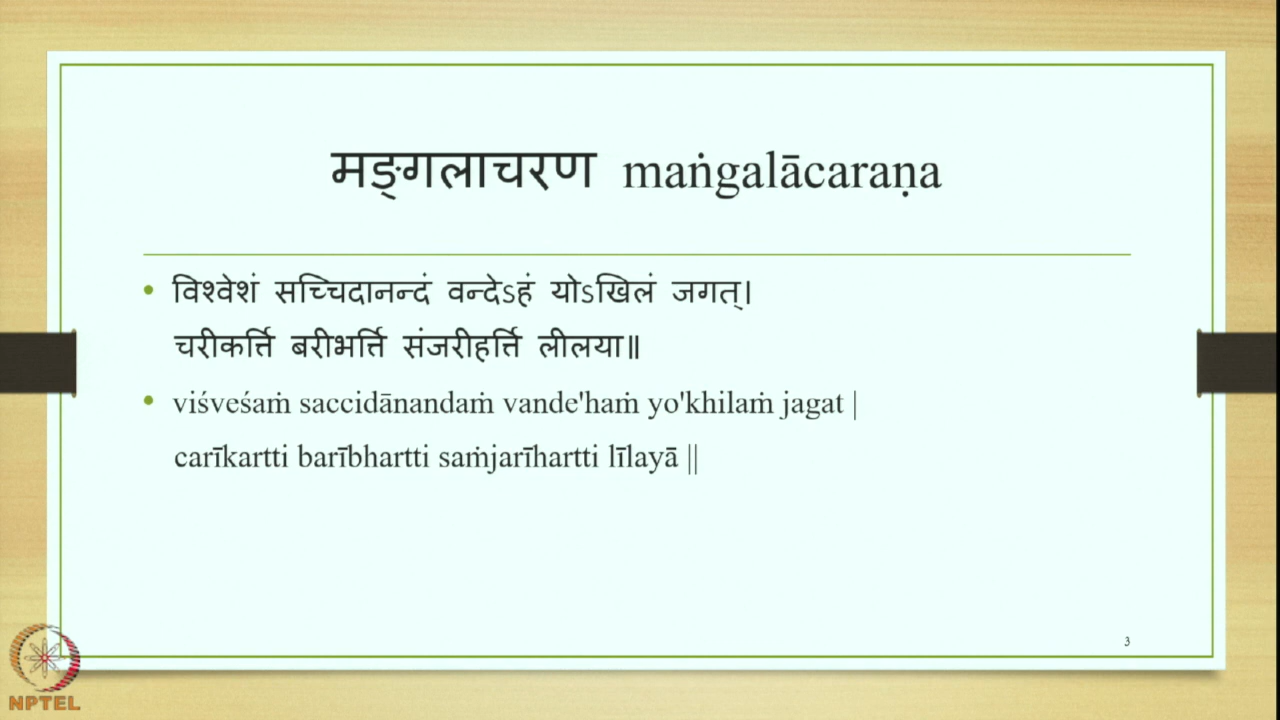 मङ्गलाचरण maṅgalācaraṇa
• विश्वेशं सच्चिदानन्दं वन्देऽहं योऽखिलं जगत्।
चरीकर्त्ति बरीभर्त्ति संजरीहर्त्ति लीलया॥
• viśveśaṁ saccidānandaṁ vande'haṁ yo'khilaṁ jagat |
carīkartti barībhartti saṁjarīhartti līlayā ||
3
NPTEL